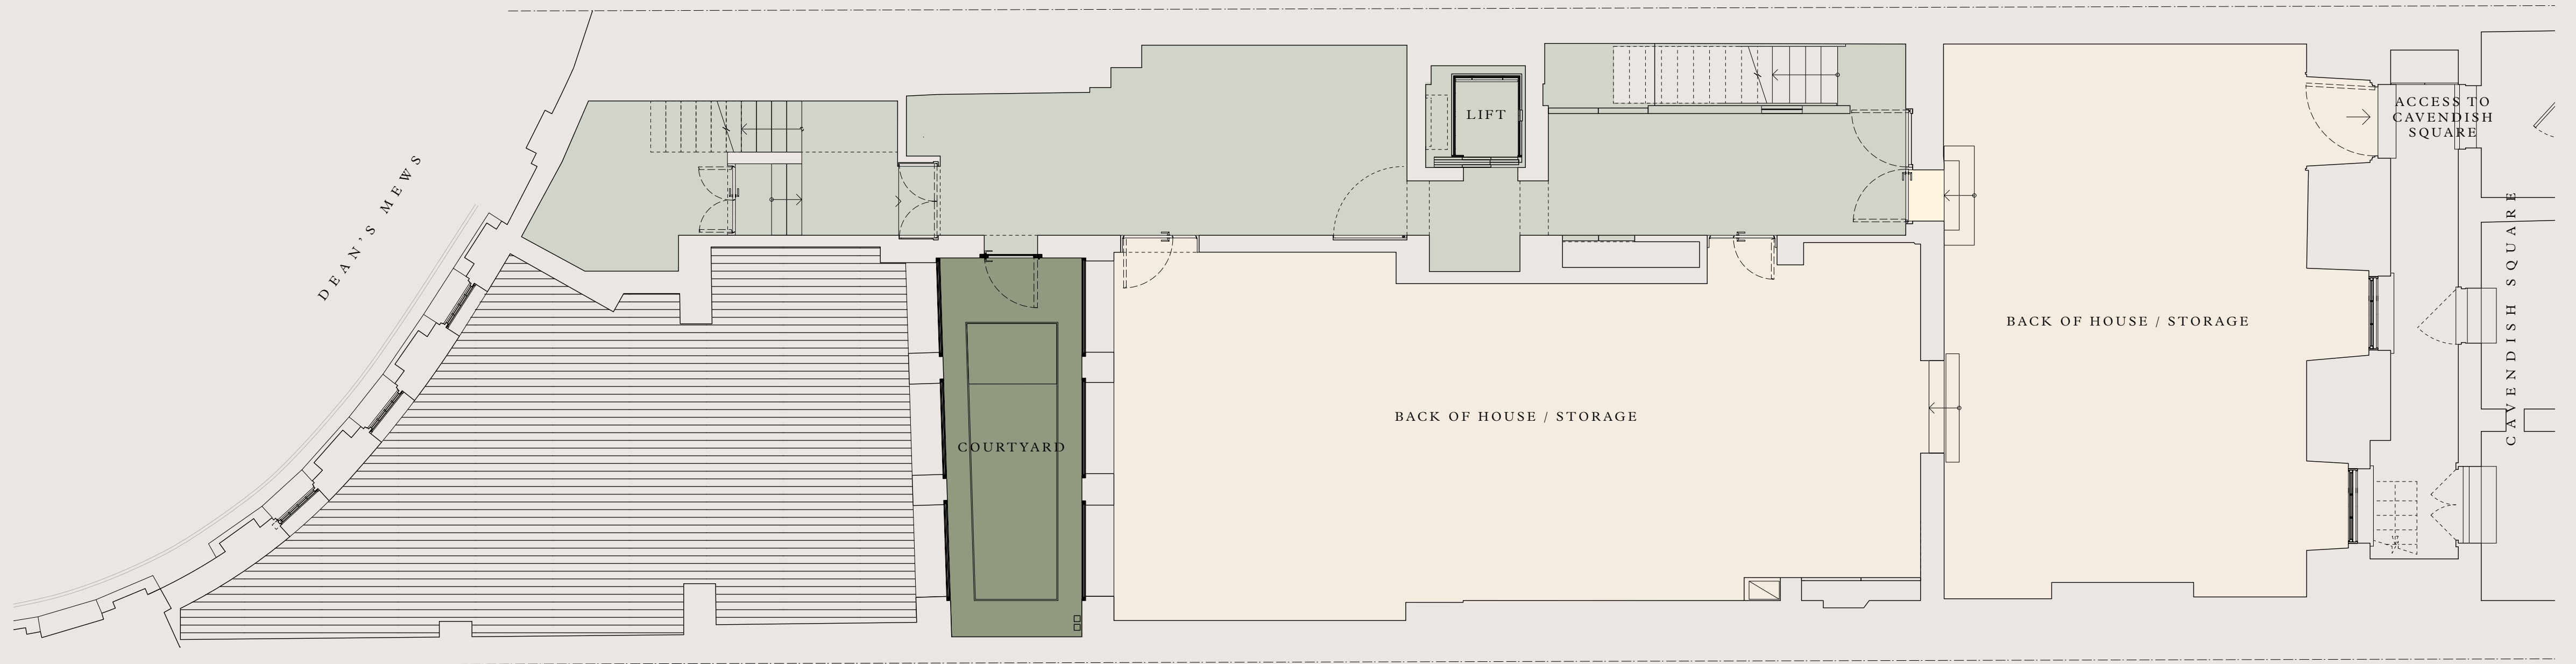 DEAN'S MEWS
LIFT
ACCESS TO
CAVENDISH
SQUARE
COURTYARD
BACK OF HOUSE / STORAGE
BACK OF HOUSE / STORAGE
CAVENDISH SQUARE